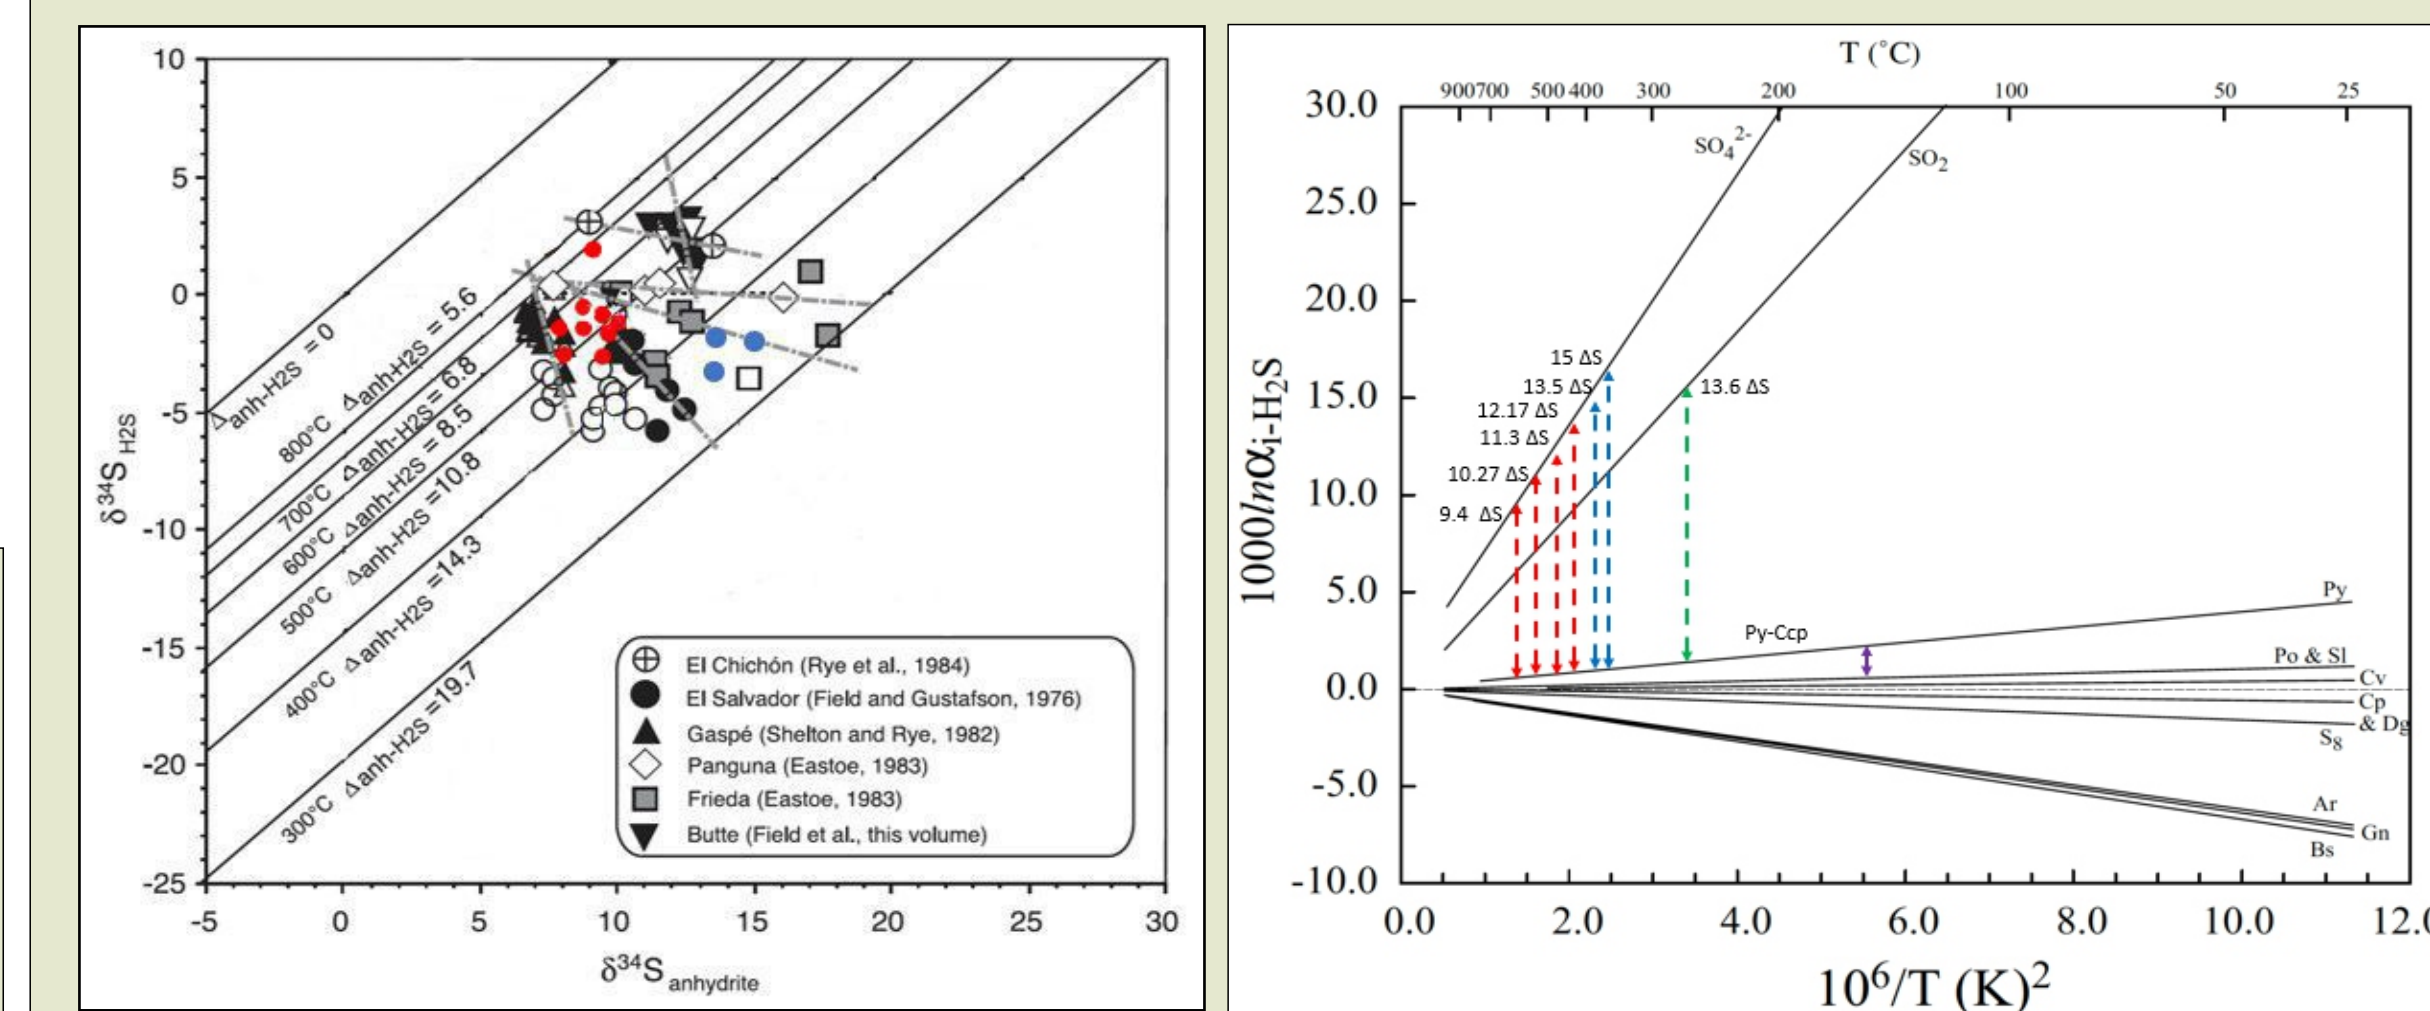 10
5
0
-5
-10
-15
-20
-25
δ34SH2S
Δanh-H2S = 0
800°C Δanh-H2S = 5.6
700°C Δanh-H2S = 6.8
600°C Δanh-H2S = 8.5
500°C Δanh-H2S =10.8
400°C Δanh-H2S =14.3
300°C Δanh-H2S =19.7
El Chichón (Rye et al., 1984)
El Salvador (Field and Gustafson, 1976)
Gaspé (Shelton and Rye, 1982)
Panguna (Eastoe, 1983)
Frieda (Eastoe, 1983)
Butte (Field et al., this volume)
-5 0 5 10 15 20 25 30
δ34Sanhydrite
T (˚C)
900 700 500 400 300 200 100 50 25
30.0
25.0
20.0
15.0
10.0
5.0
0.0
-5.0
-10.0
1000lnαi-H2S
SO42-
SO2
15 ΔS
13.5 ΔS
12.17 ΔS
11.3 ΔS
10.27 ΔS
9.4 ΔS
13.6 ΔS
Py-Ccp
Py
Po & Sl
Cv
Cp
& Dg
S8
Ar
Gn
Bs
0.0 2.0 4.0 6.0 8.0 10.0 12.0
10⁶/T (K)²